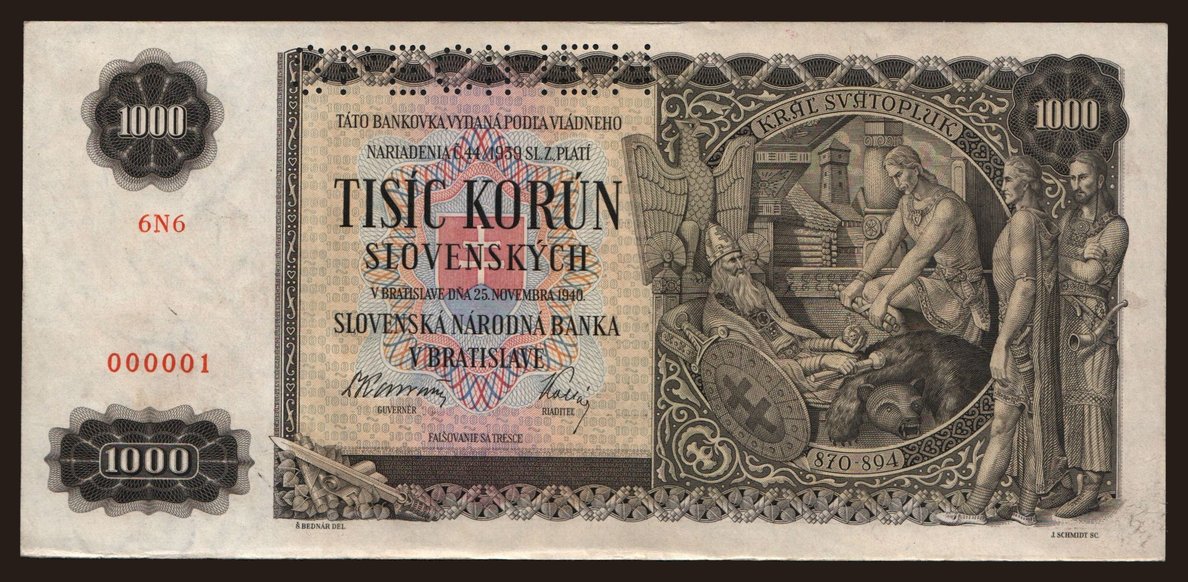 1000
TÁTO BANKOVKA VYDANÁ PODĽA VLÁDNEHO
NARIADENIA Č. 44/1939 SL. Z. PLATÍ
TISÍC KORÚN
SLOVENSKÝCH
V BRATISLAVE DŇA 25. NOVEMBRA 1940.
SLOVENSKÁ NÁRODNÁ BANKA
V BRATISLAVE
GUVERNÉR
RIADITEĽ
FALŠOVANIE SA TRESCE
6N6
000001
1000
KRÁĽ SVÄTOPLUK
1000
870-894
Š. BEDNÁR DEL.
J. SCHMIDT SC.